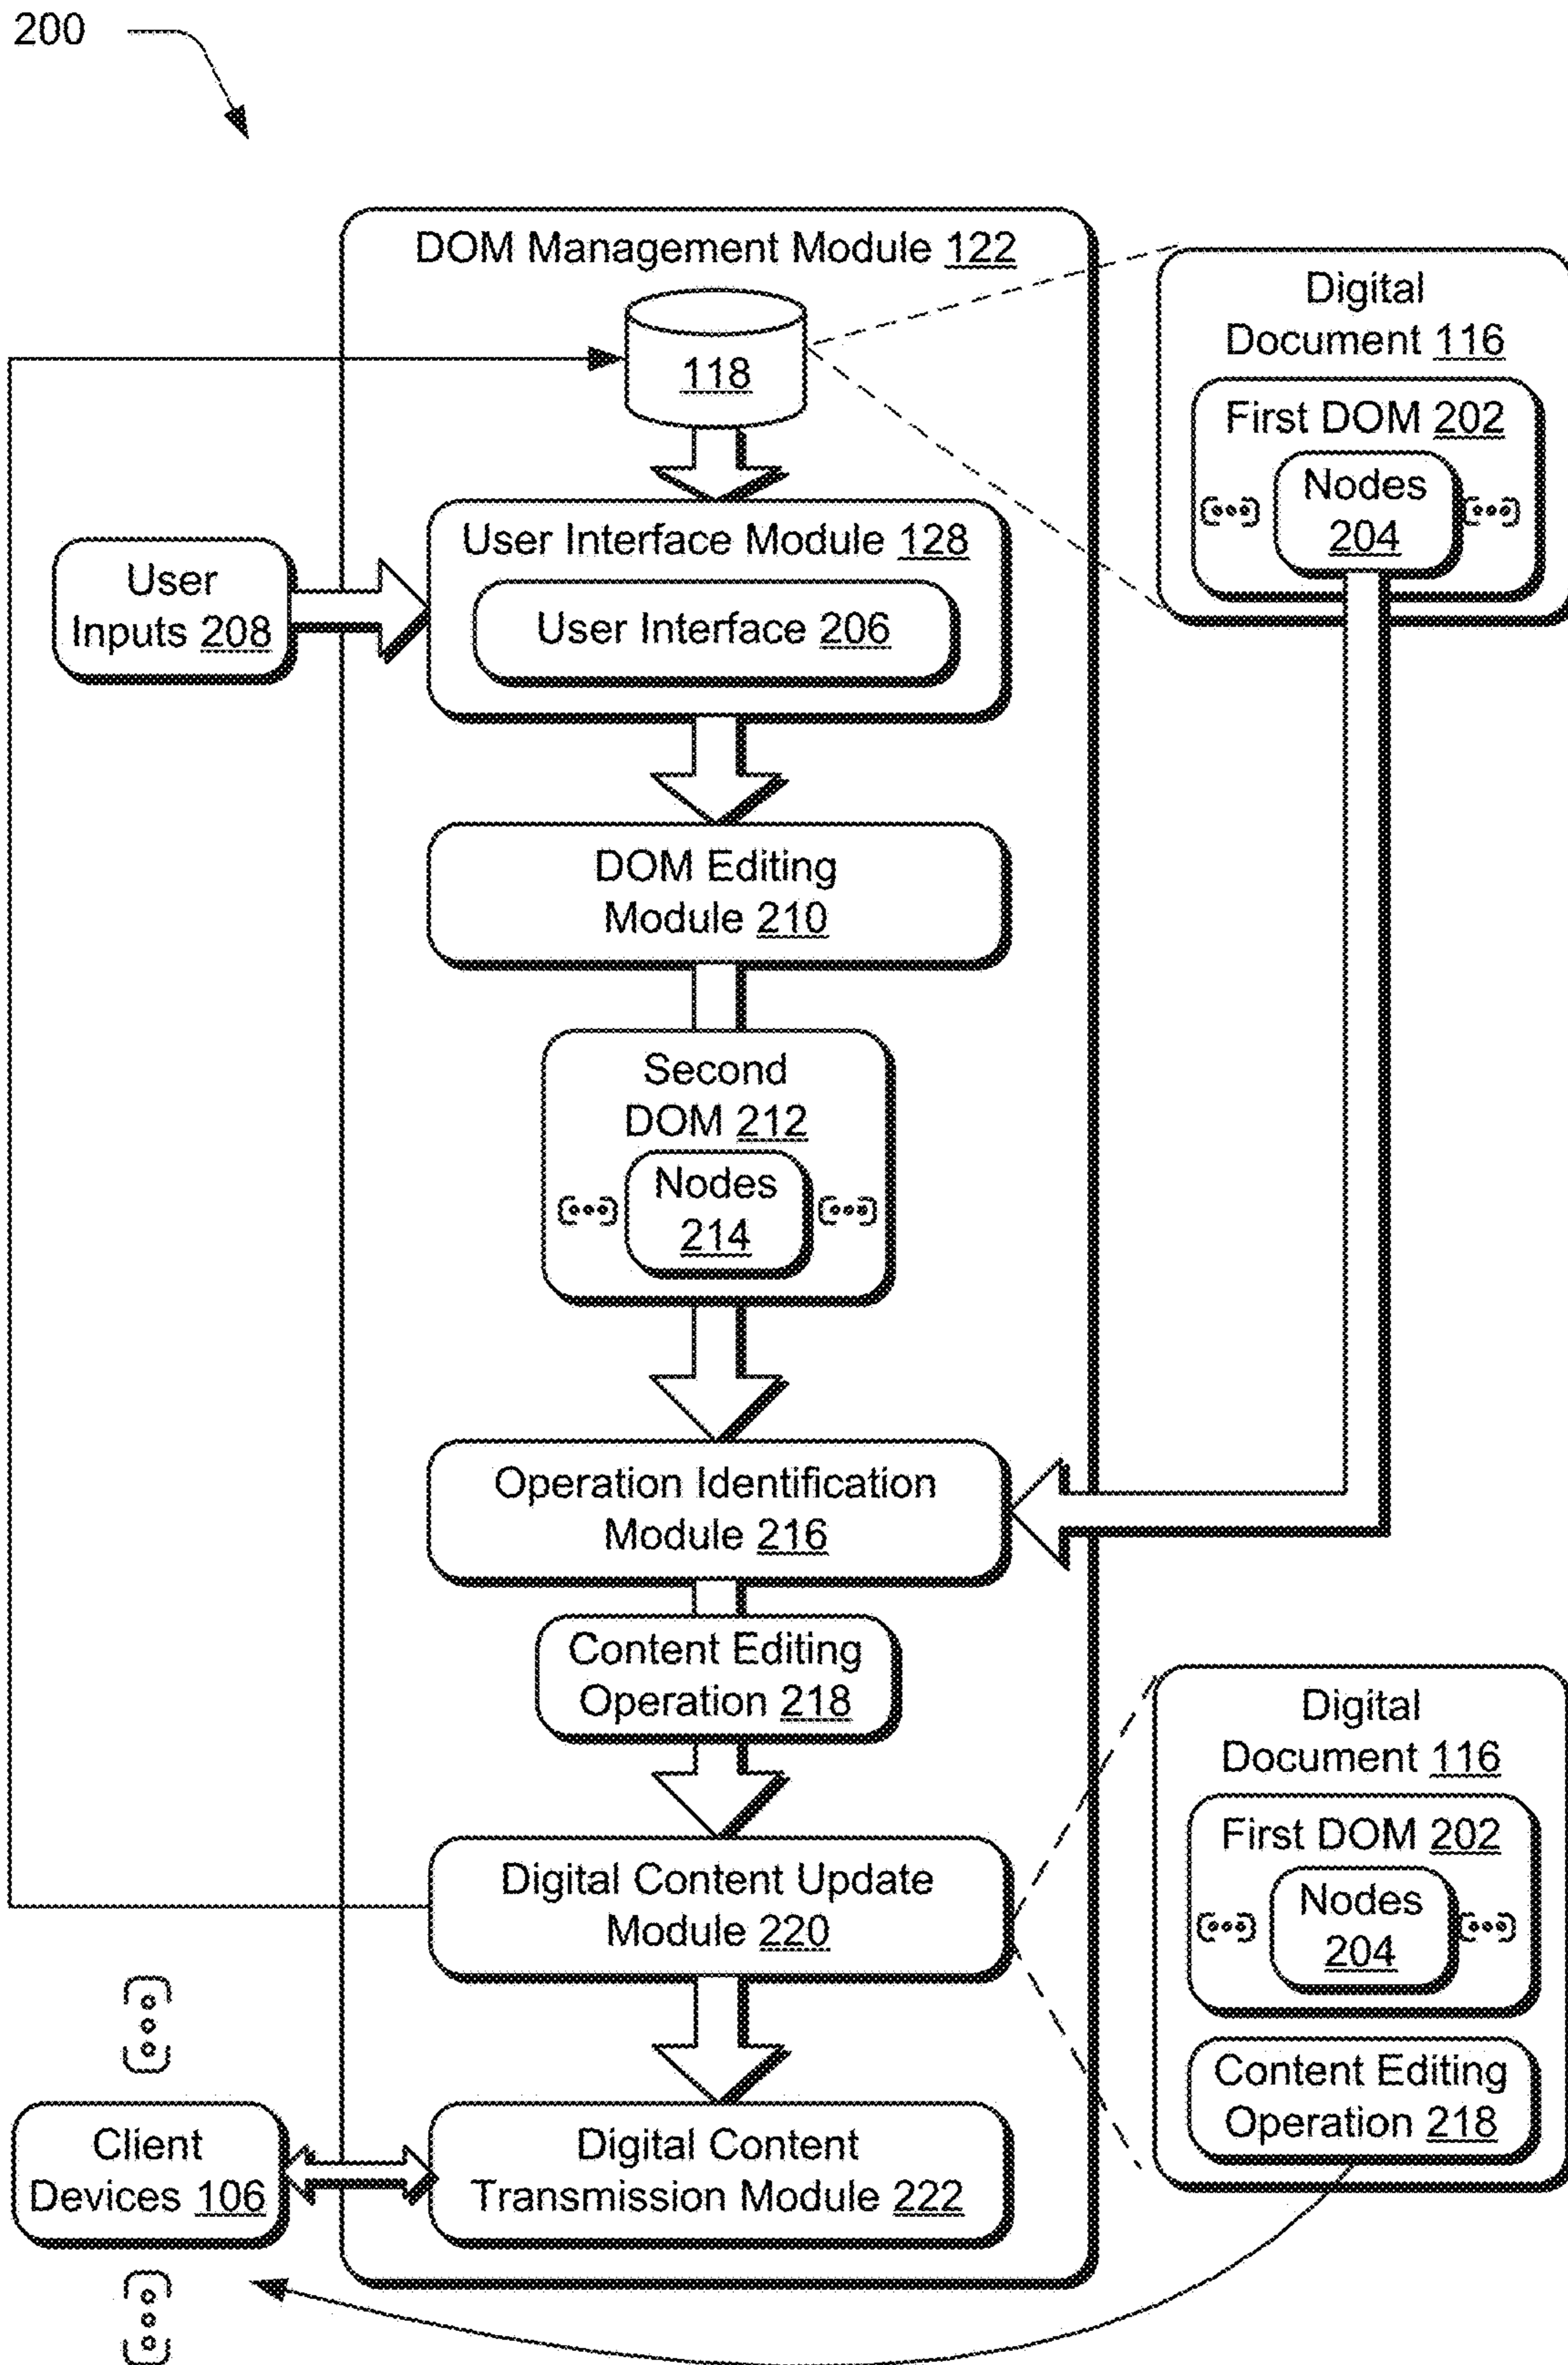 200
DOM Management Module 122
118
Digital
Document 116
First DOM 202
Nodes
204
User Interface Module 128
User Interface 206
User
Inputs 208
DOM Editing
Module 210
Second
DOM 212
Nodes
214
Operation Identification
Module 216
Content Editing
Operation 218
Digital
Document 116
First DOM 202
Nodes
204
Content Editing
Operation 218
Digital Content Update
Module 220
Client
Devices 106
Digital Content
Transmission Module 222